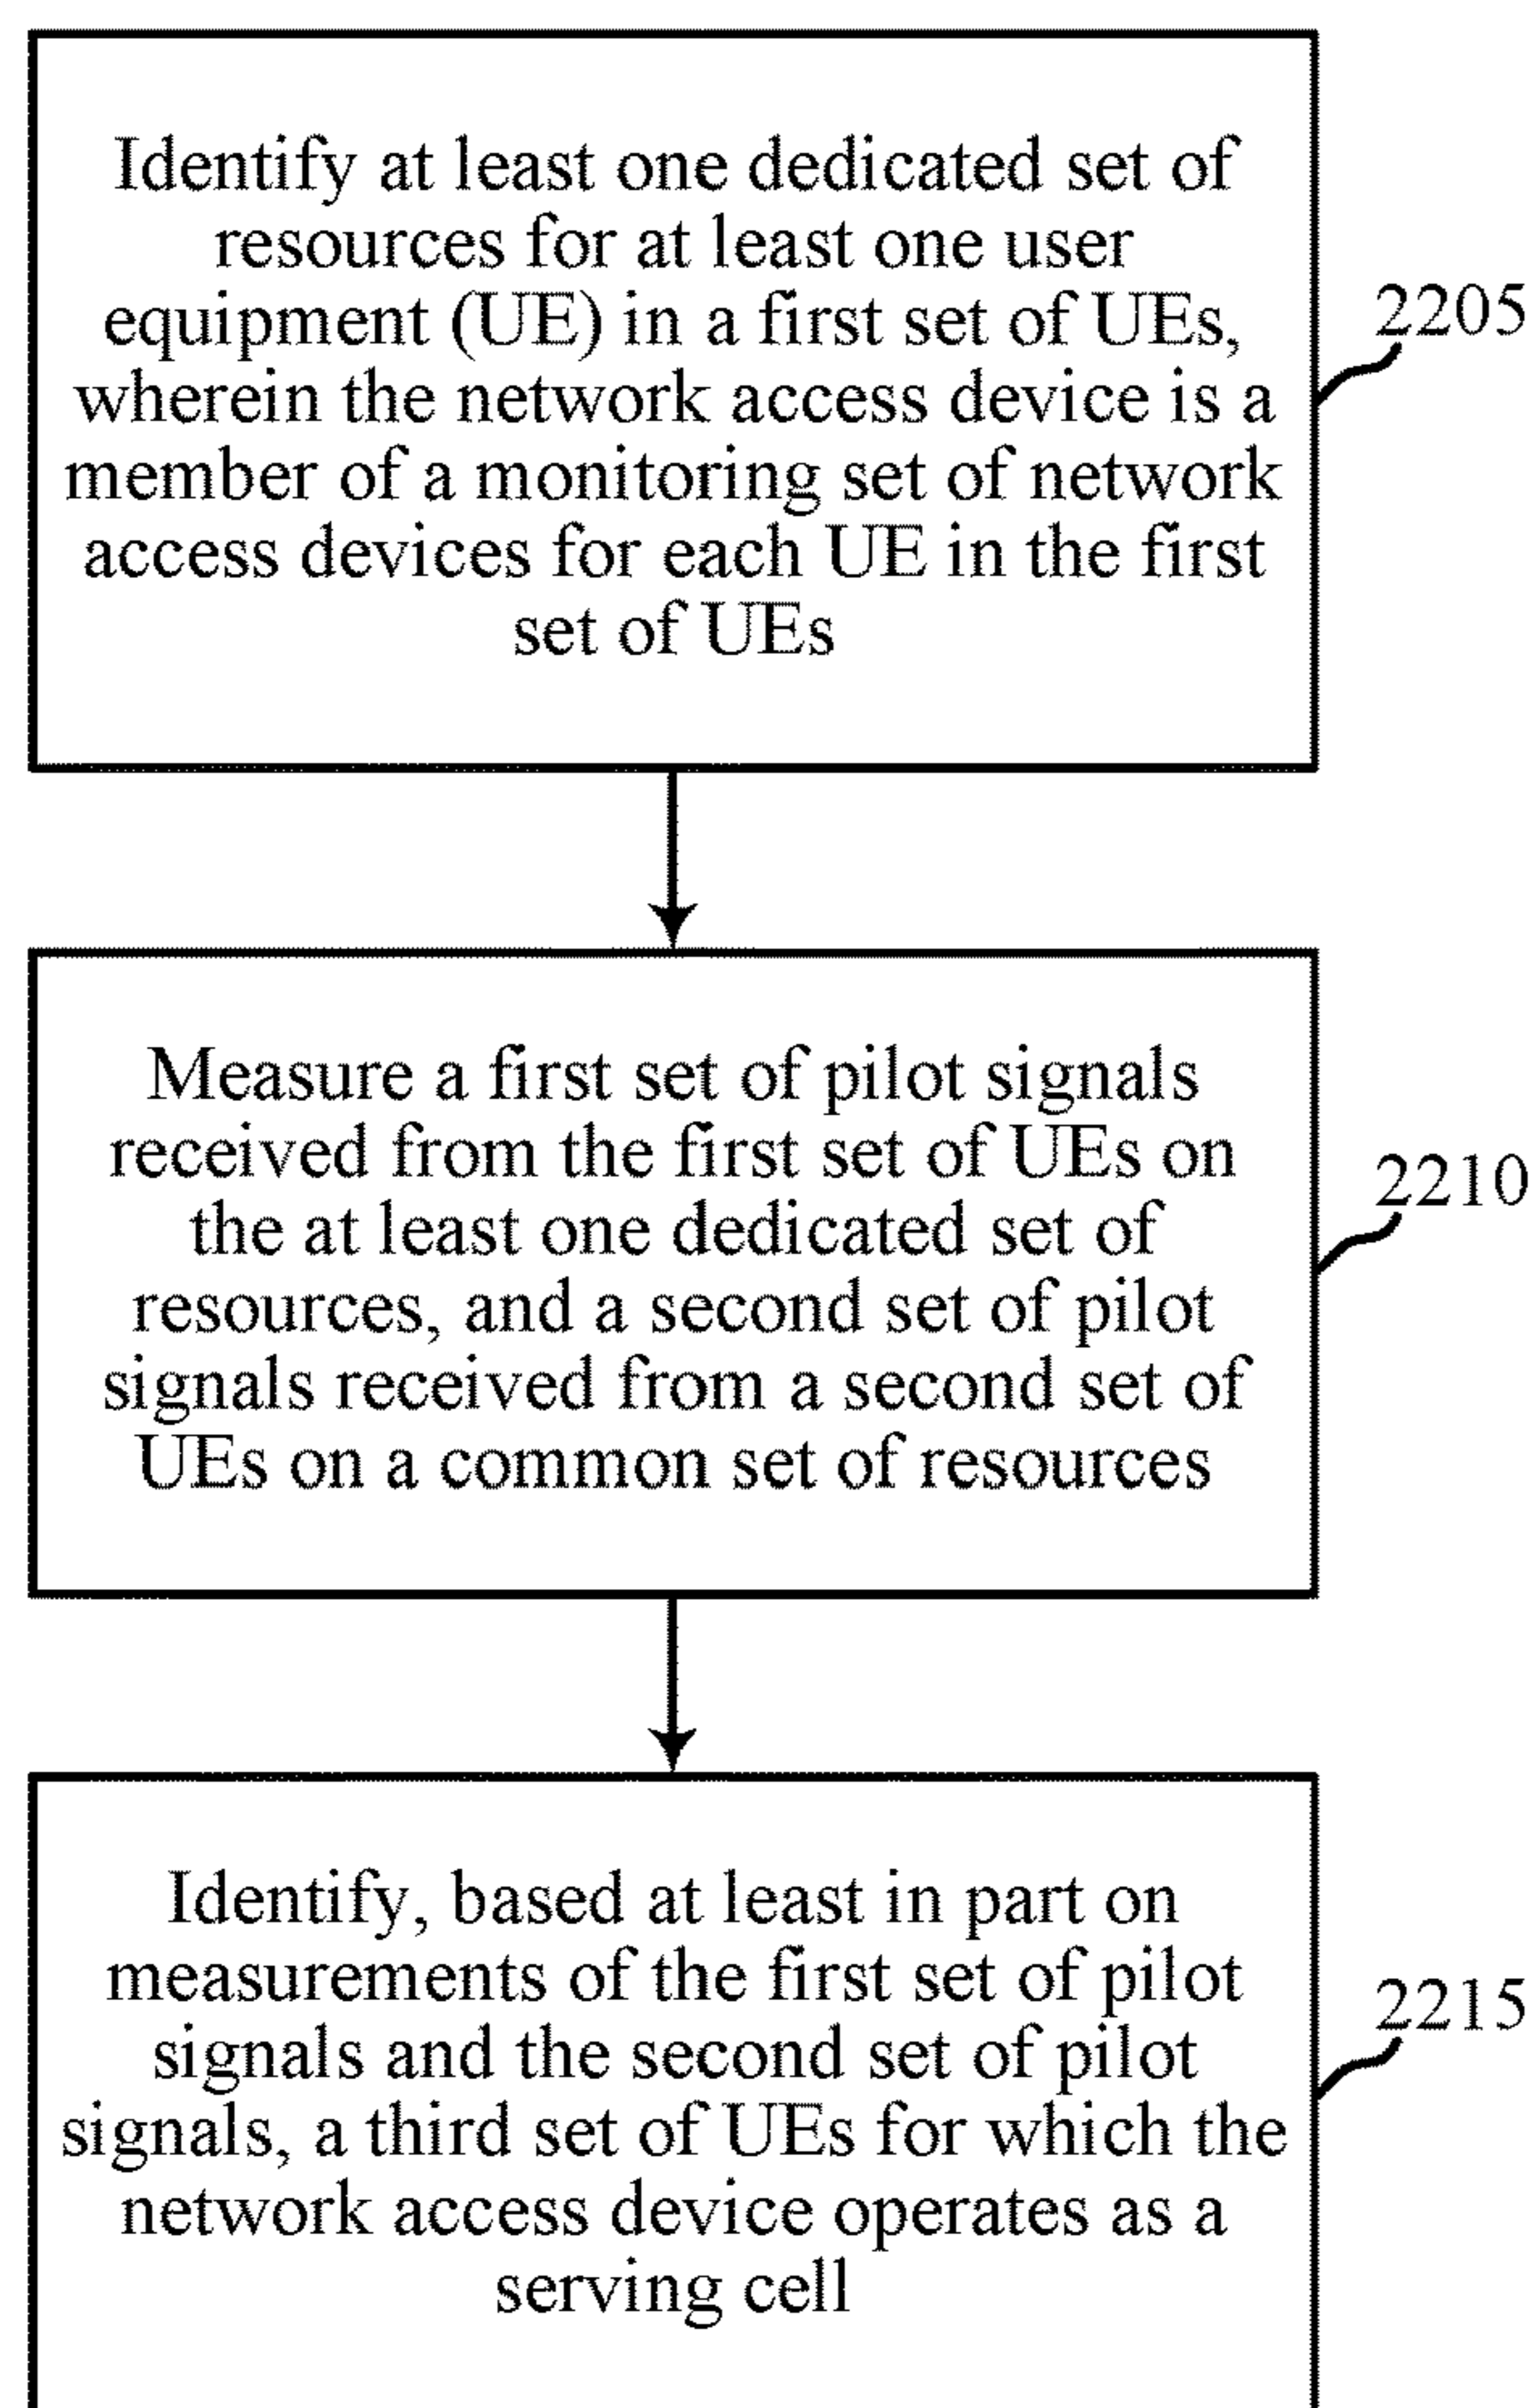 Identify at least one dedicated set of
resources for at least one user
equipment (UE) in a first set of UEs,
wherein the network access device is a
member of a monitoring set of network
access devices for each UE in the first
set of UEs
2205
Measure a first set of pilot signals
received from the first set of UEs on
the at least one dedicated set of
resources, and a second set of pilot
signals received from a second set of
UEs on a common set of resources
2210
Identify, based at least in part on
measurements of the first set of pilot
signals and the second set of pilot
signals, a third set of UEs for which the
network access device operates as a
serving cell
2215